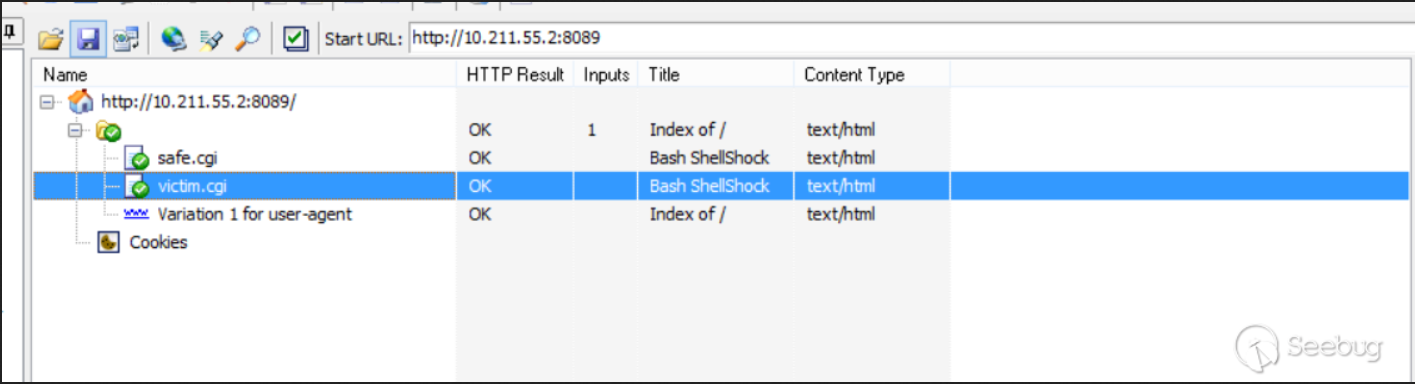 Start URL: http://10.211.55.2:8089
Name HTTP Result Inputs Title Content Type
http://10.211.55.2:8089/
OK 1 Index of / text/html
safe.cgi OK Bash ShellShock text/html
victim.cgi OK Bash ShellShock text/html
Variation 1 for user-agent OK Index of / text/html
Cookies
Seebug